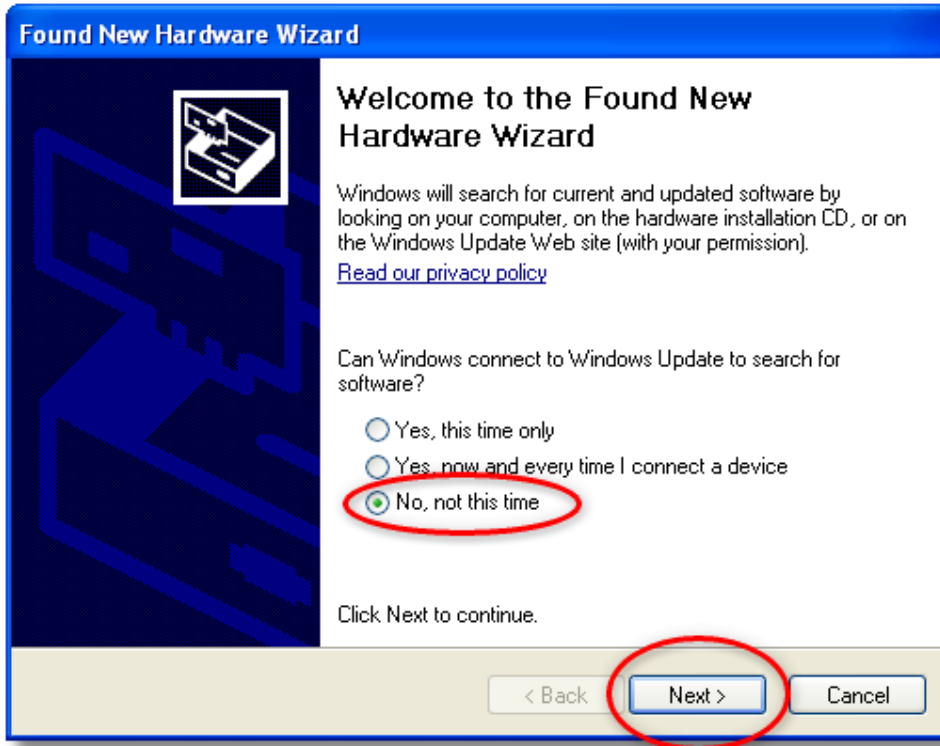 Found New Hardware Wizard
Welcome to the Found New
Hardware Wizard
Windows will search for current and updated software by
looking on your computer, on the hardware installation CD, or on
the Windows Update Web site (with your permission).
Read our privacy policy
Can Windows connect to Windows Update to search for
software?
Yes, this time only
Yes, now and every time I connect a device
No, not this time
Click Next to continue.
< Back Next > Cancel